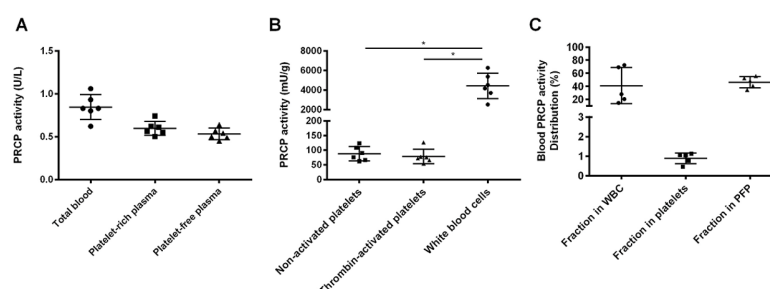 A
PRCP activity (U/L)
1.5
1.0
0.5
0.0
Total blood
Platelet-rich plasma
Platelet-free plasma
B
PRCP activity (mU/g)
8000
6000
4000
2000
200
150
100
50
0
*
*
Non-activated platelets
Thrombin-activated platelets
White blood cells
C
Blood PRCP activity
Distribution (%)
100
80
60
40
20
3
2
1
0
Fraction in WBC
Fraction in platelets
Fraction in PFP